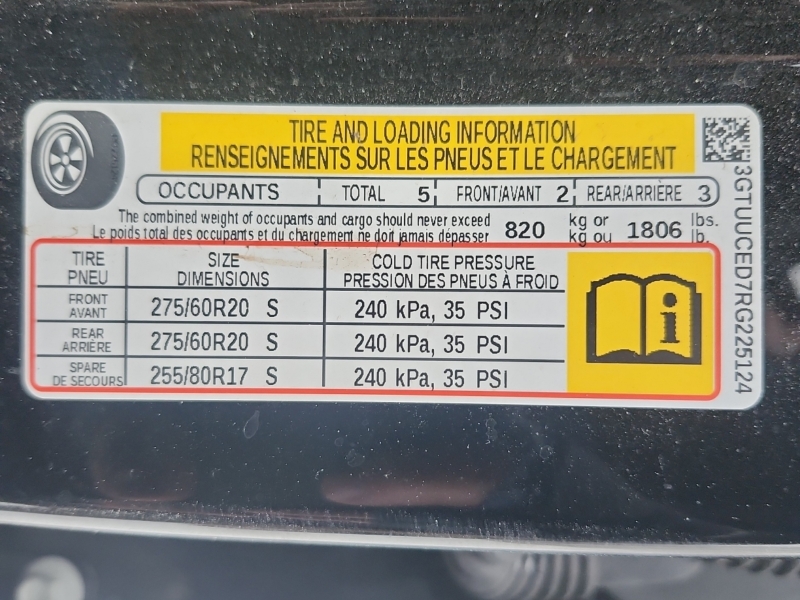 TIRE AND LOADING INFORMATION
RENSEIGNEMENTS SUR LES PNEUS ET LE CHARGEMENT
OCCUPANTS TOTAL 5 FRONT/AVANT 2 REAR/ARRIÈRE 3
The combined weight of occupants and cargo should never exceed 820 kg or 1806 lbs.
Le poids total des occupants et du chargement ne doit jamais dépasser kg ou lb.
TIRE SIZE COLD TIRE PRESSURE
PNEU DIMENSIONS PRESSION DES PNEUS À FROID
FRONT
AVANT 275/60R20 S 240 kPa, 35 PSI
REAR
ARRIÈRE 275/60R20 S 240 kPa, 35 PSI
SPARE
DE SECOURS 255/80R17 S 240 kPa, 35 PSI
3GTUUCED7RG225124